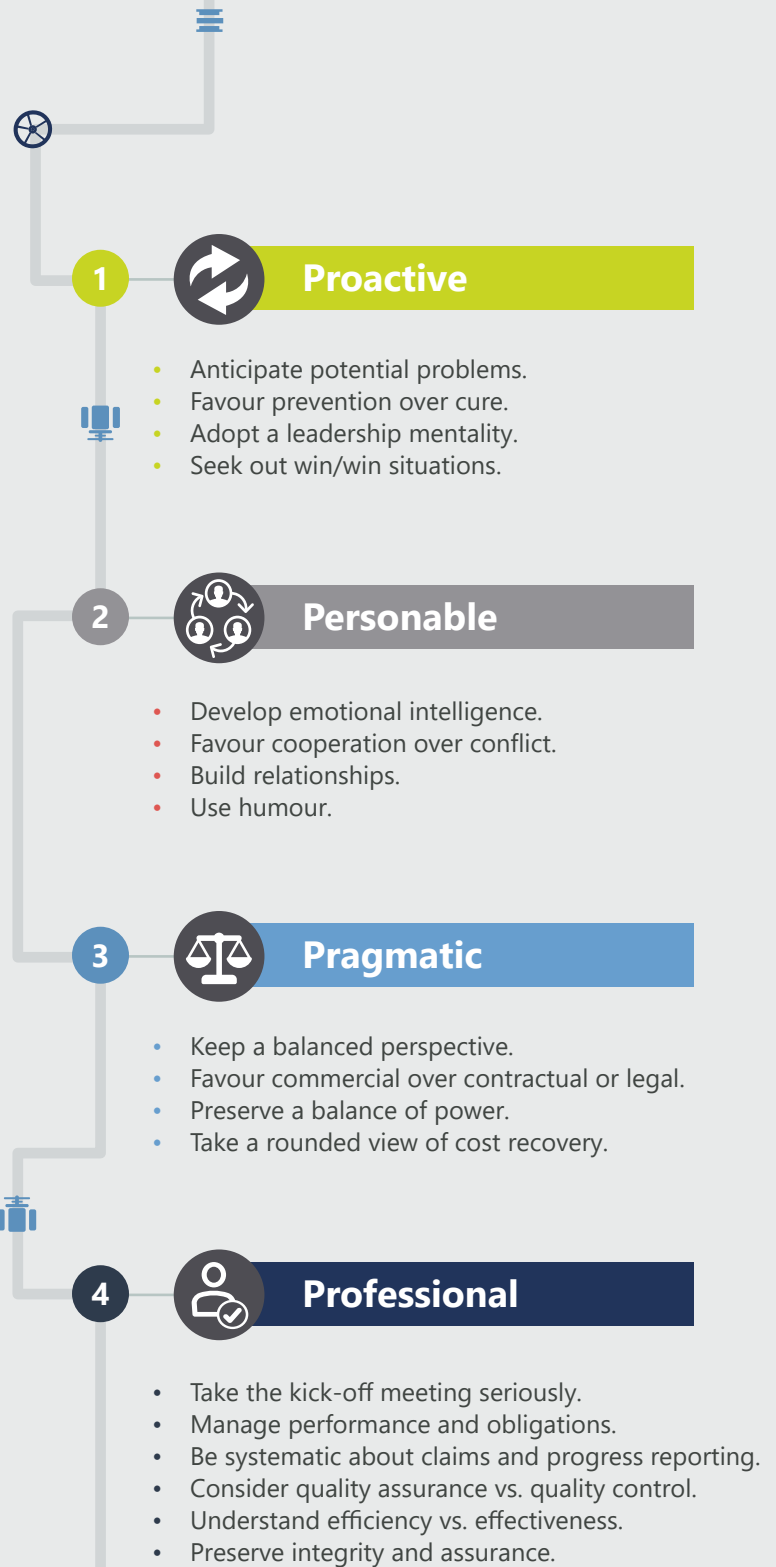 1
Proactive
• Anticipate potential problems.
• Favour prevention over cure.
• Adopt a leadership mentality.
• Seek out win/win situations.
2
Personable
• Develop emotional intelligence.
• Favour cooperation over conflict.
• Build relationships.
• Use humour.
3
Pragmatic
• Keep a balanced perspective.
• Favour commercial over contractual or legal.
• Preserve a balance of power.
• Take a rounded view of cost recovery.
4
Professional
• Take the kick-off meeting seriously.
• Manage performance and obligations.
• Be systematic about claims and progress reporting.
• Consider quality assurance vs. quality control.
• Understand efficiency vs. effectiveness.
• Preserve integrity and assurance.